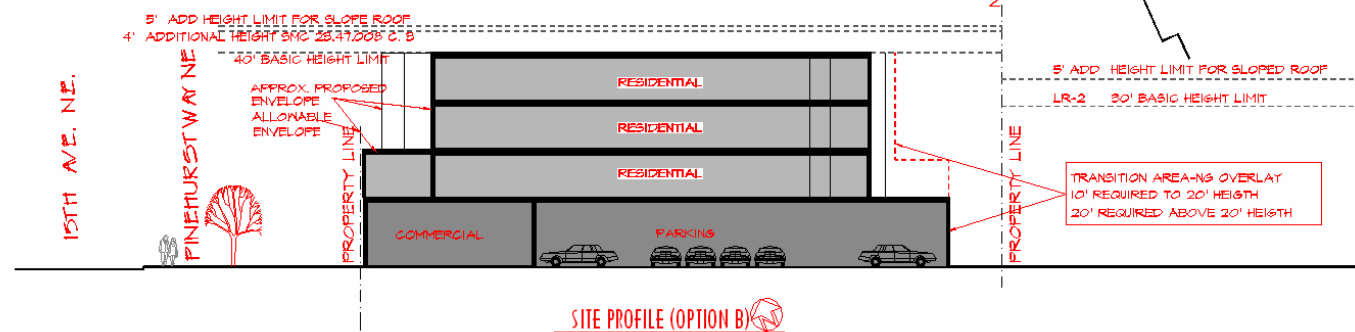 5' ADD HEIGHT LIMIT FOR SLOPE ROOF
4' ADDITIONAL HEIGHT SMC 23.47.008 C. 3
40' BASIC HEIGHT LIMIT
APPROX. PROPOSED
ENVELOPE
ALLOWABLE
ENVELOPE
15TH AVE. NE.
PINEHURSTWAY NE
PROPERTY LINE
RESIDENTIAL
RESIDENTIAL
RESIDENTIAL
COMMERCIAL
PARKING
5' ADD HEIGHT LIMIT FOR SLOPED ROOF
LR-2 30' BASIC HEIGHT LIMIT
PROPERTY LINE
TRANSITION AREA-NG OVERLAY
10' REQUIRED TO 20' HEIGTH
20' REQUIRED ABOVE 20' HEIGTH
SITE PROFILE (OPTION B)
N